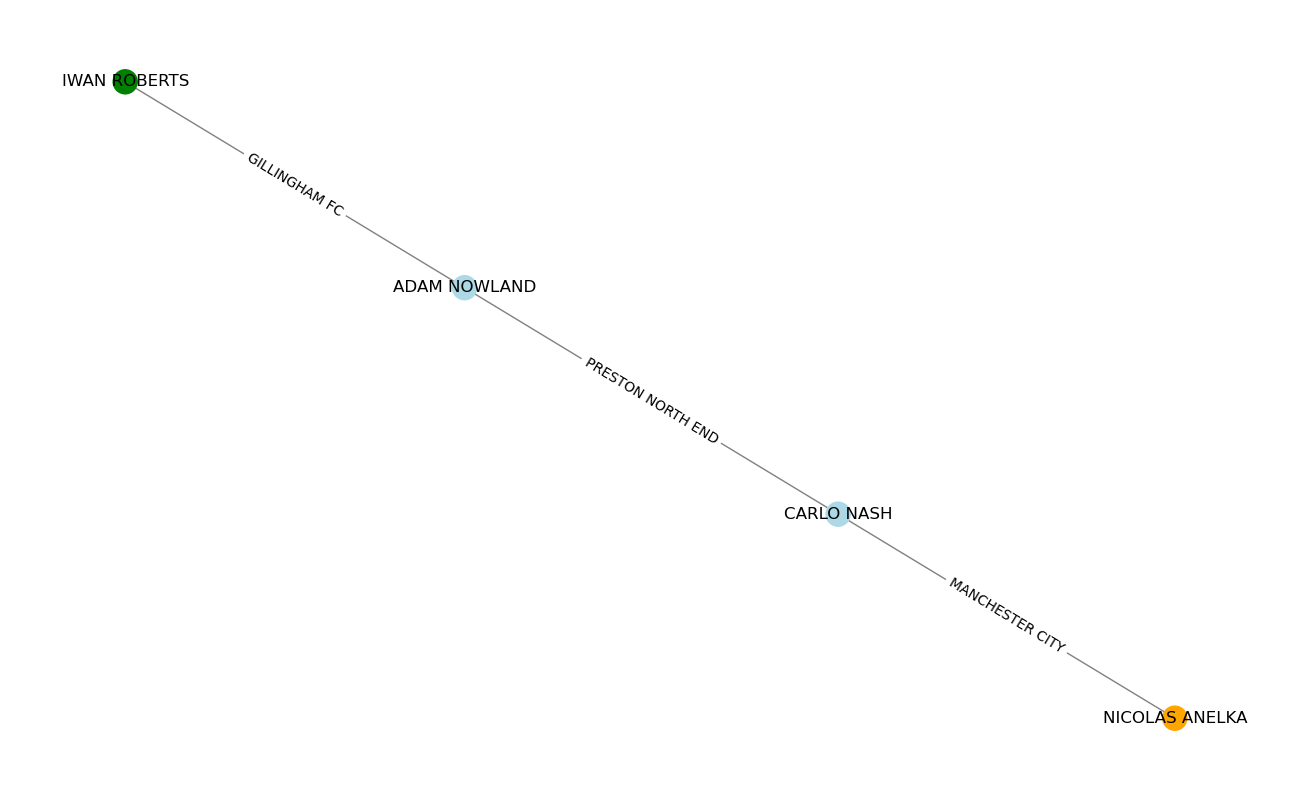 IWAN ROBERTS
GILLINGHAM FC
ADAM NOWLAND
PRESTON NORTH END
CARLO NASH
MANCHESTER CITY
NICOLAS ANELKA